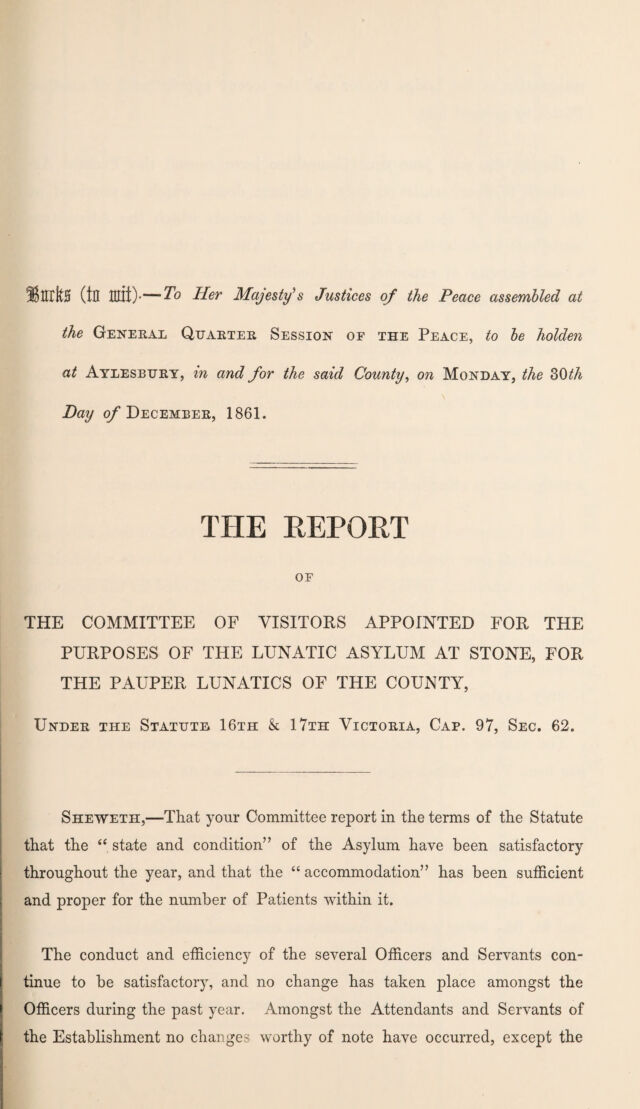 Bucks (to wit).—To Her Majesty's Justices of the Peace assembled at
the GENERAL QUARTER SESSION OF THE PEACE, to be holden
at AYLESBURY, in and for the said County, on MONDAY, the 30th
Day of DECEMBER, 1861.
THE REPORT
OF
THE COMMITTEE OF VISITORS APPOINTED FOR THE
PURPOSES OF THE LUNATIC ASYLUM AT STONE, FOR
THE PAUPER LUNATICS OF THE COUNTY,
UNDER THE STATUTE 16TH & 17TH VICTORIA, CAP. 97, SEC. 62.
SHEWETH,—That your Committee report in the terms of the Statute
that the “ state and condition” of the Asylum have been satisfactory
throughout the year, and that the “ accommodation” has been sufficient
and proper for the number of Patients within it.
The conduct and efficiency of the several Officers and Servants con-
tinue to be satisfactory, and no change has taken place amongst the
Officers during the past year. Amongst the Attendants and Servants of
the Establishment no changes worthy of note have occurred, except the